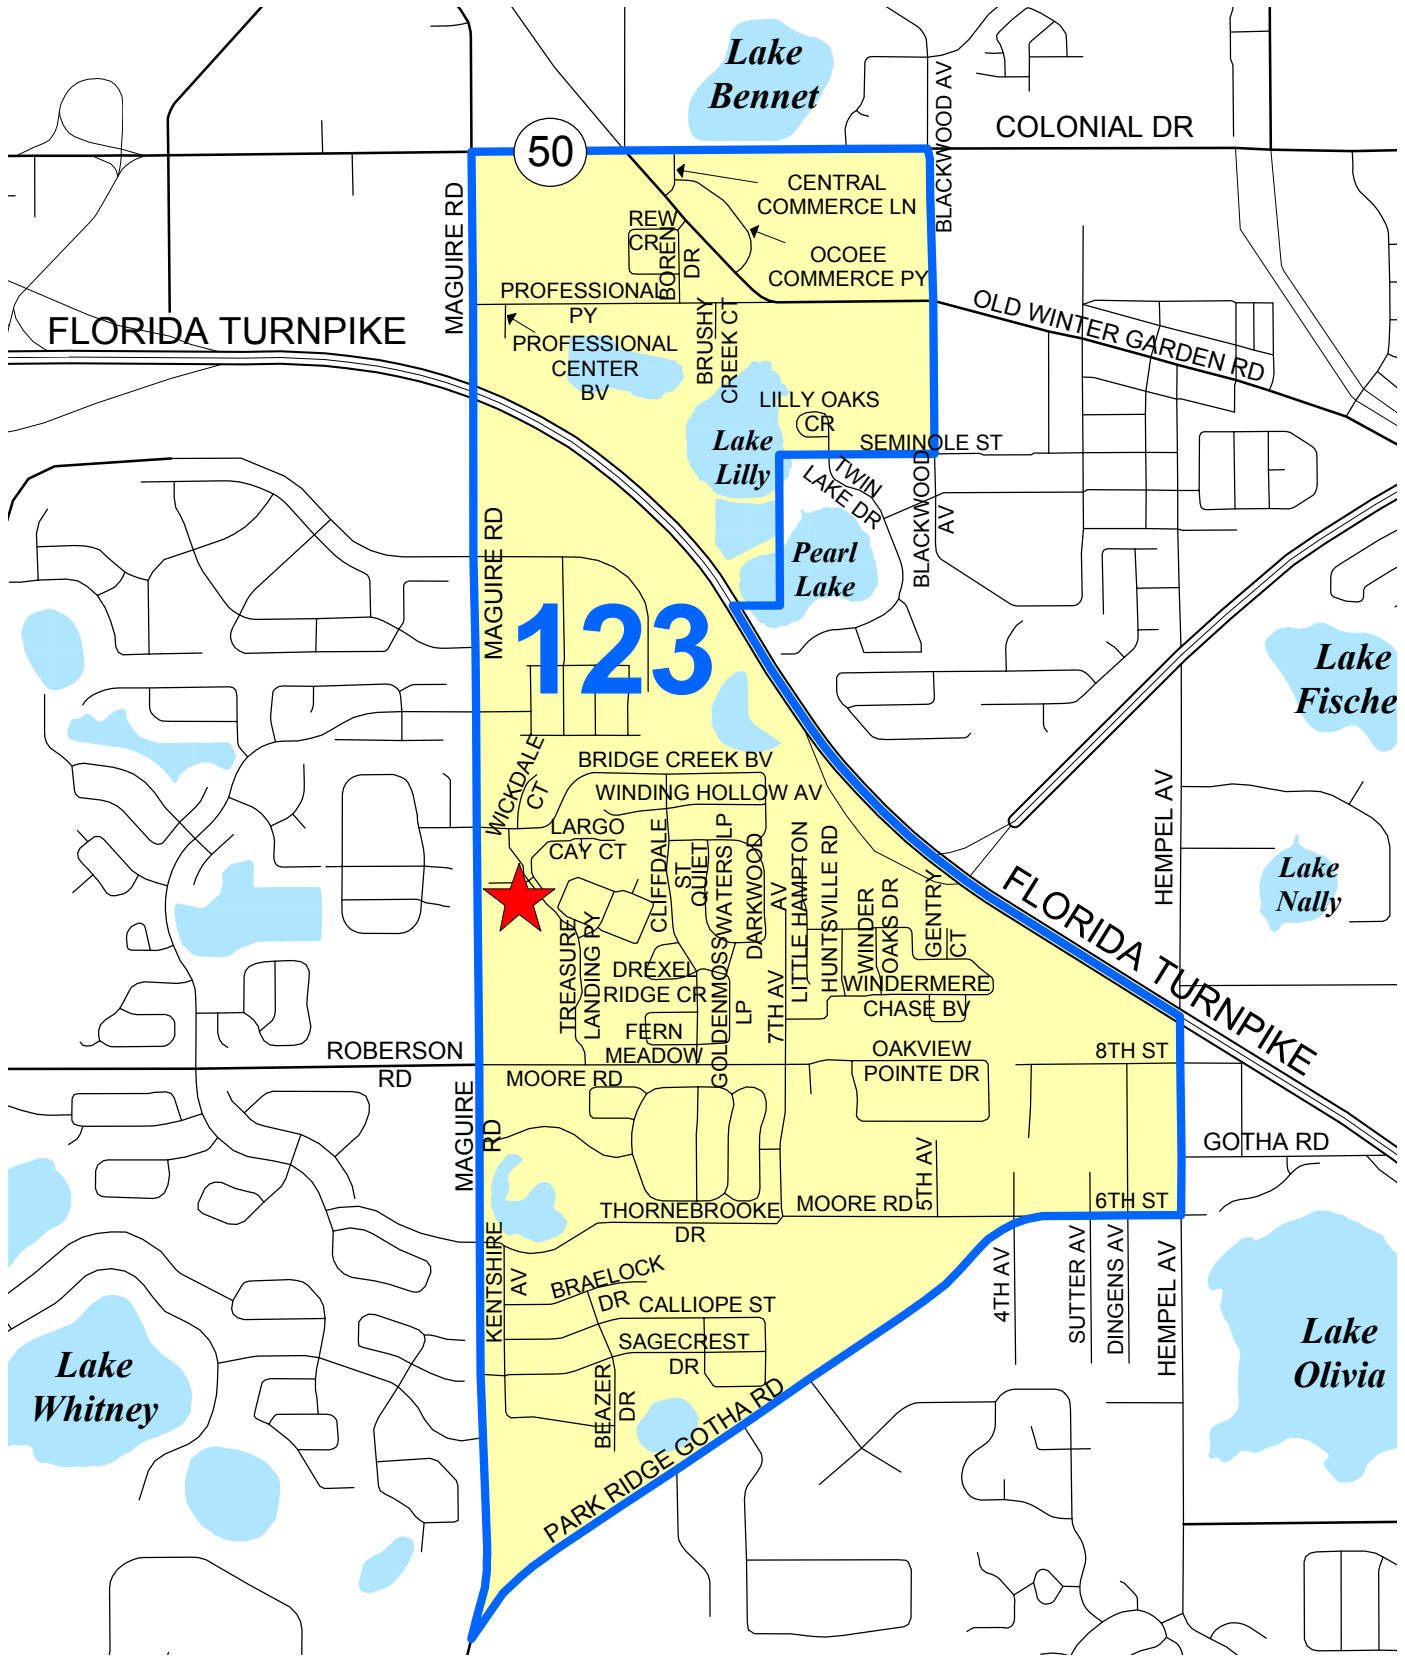 Lake
Bennet
COLONIAL DR
50
BLACKWOOD AV
CENTRAL
COMMERCE LN
MAGUIRE RD
REW
CR
BOREN
DR
OCOEE
COMMERCE PY
PROFESSIONAL
PY
OLD WINTER GARDEN RD
FLORIDA TURNPIKE
PROFESSIONAL
CENTER
BV
BRUSHY
CREEK CT
LILLY OAKS
CR
SEMINOLE ST
Lake
Lilly
TWIN
LAKE DR
BLACKWOOD
AV
MAGUIRE RD
Pearl
Lake
123
Lake
Fische
WICKDALE
CT
BRIDGE CREEK BV
WINDING HOLLOW AV
HEMPEL AV
LARGO
CAY CT
CLIFFDALE
ST
QUIET
WATERS LP
DARKWOOD
AV
LITTLE HAMPTON
HUNTSVILLE RD
WINDER
OAKS DR
GENTRY
CT
Lake
Nally
FLORIDA TURNPIKE
TREASURE
LANDING PY
DREXEL
RIDGE CR
GOLDENMOSS
LP
7TH AV
WINDERMERE
CHASE BV
FERN
MEADOW
ROBERSON
RD
MOORE RD
OAKVIEW
POINTE DR
8TH ST
MAGUIRE
RD
GOTHA RD
5TH AV
THORNEBROOKE
DR
MOORE RD
6TH ST
KENTSHIRE
AV
BRAELOCK
DR
4TH AV
SUTTER AV
DINGENS AV
HEMPEL AV
CALLIOPE ST
SAGECREST
DR
Lake
Whitney
Lake
Olivia
BEAZER
DR
PARK RIDGE GOTHA RD